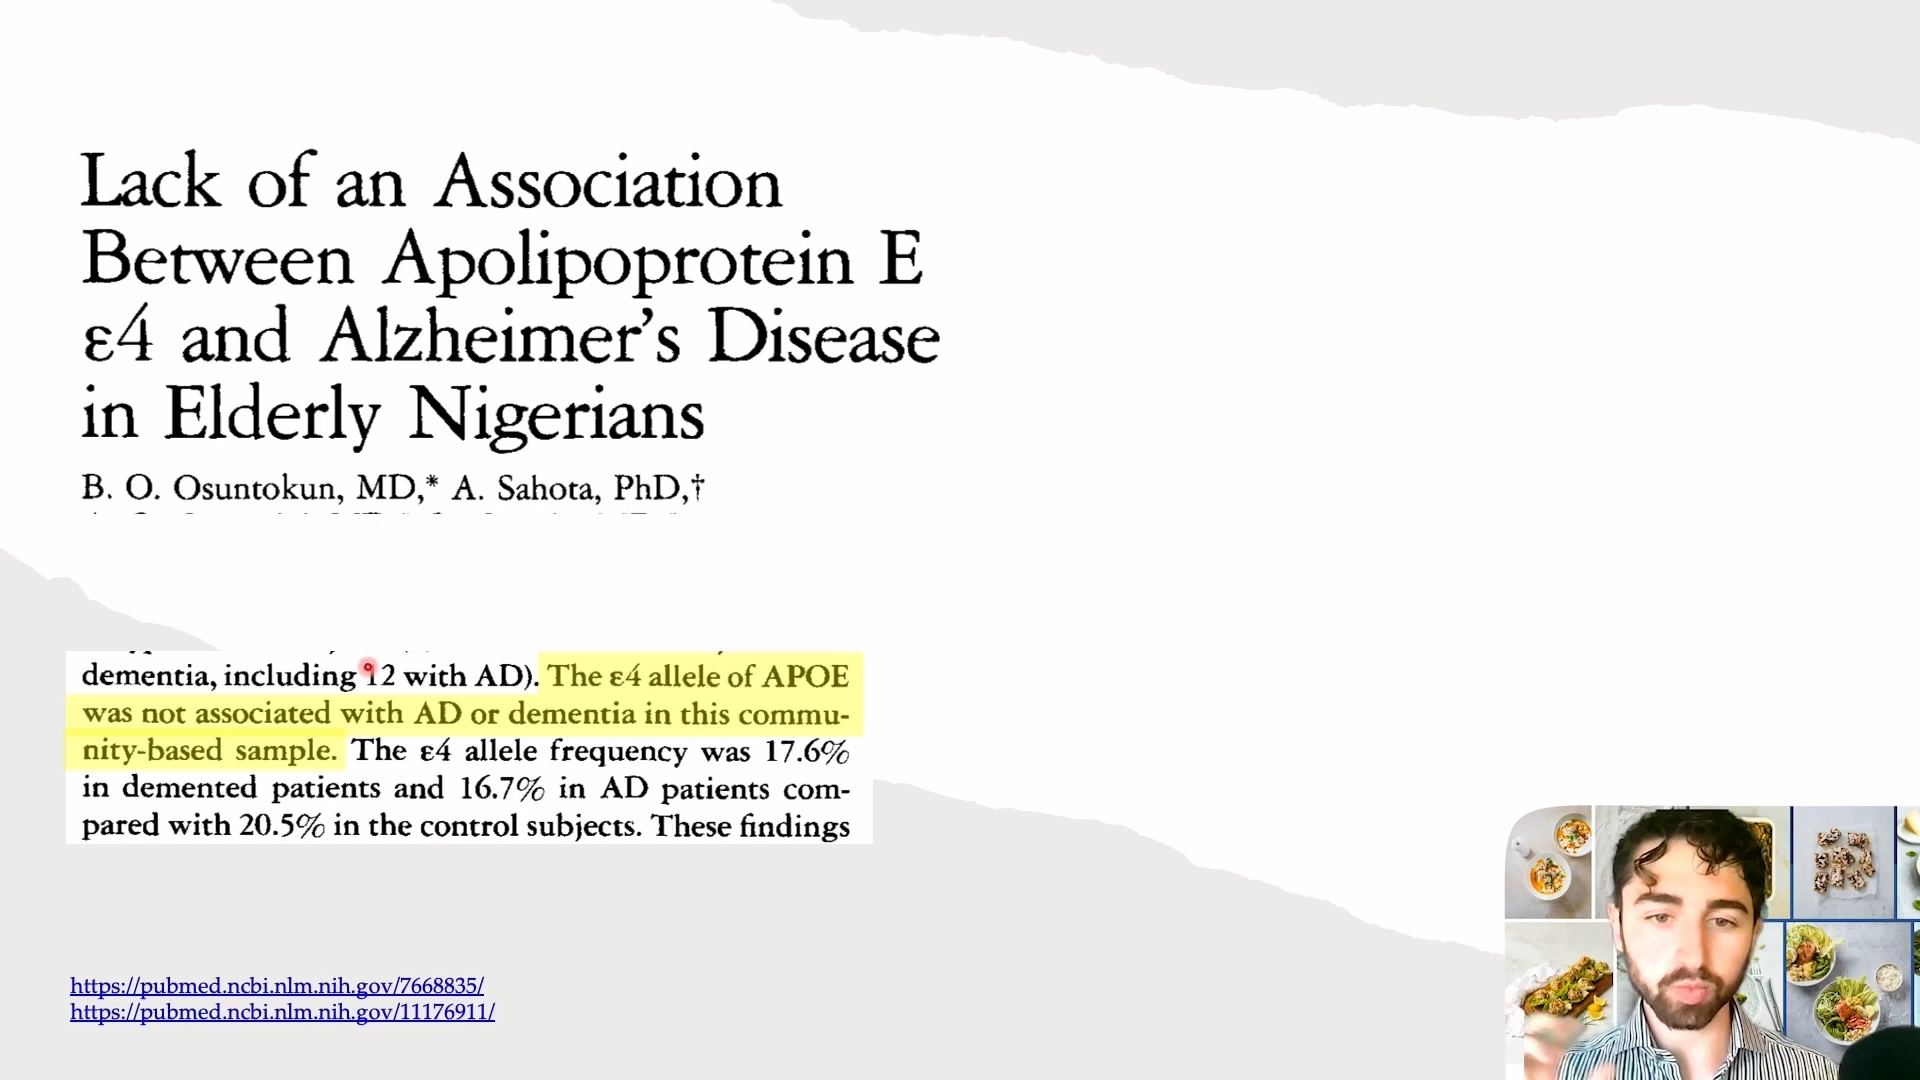 Lack of an Association
Between Apolipoprotein E
ε4 and Alzheimer's Disease
in Elderly Nigerians
B. O. Osuntokun, MD,* A. Sahota, PhD,†
dementia, including 12 with AD). The ε4 allele of APOE
was not associated with AD or dementia in this commu-
nity-based sample. The ε4 allele frequency was 17.6%
in demented patients and 16.7% in AD patients com-
pared with 20.5% in the control subjects. These findings
https://pubmed.ncbi.nlm.nih.gov/7668835/
https://pubmed.ncbi.nlm.nih.gov/11176911/